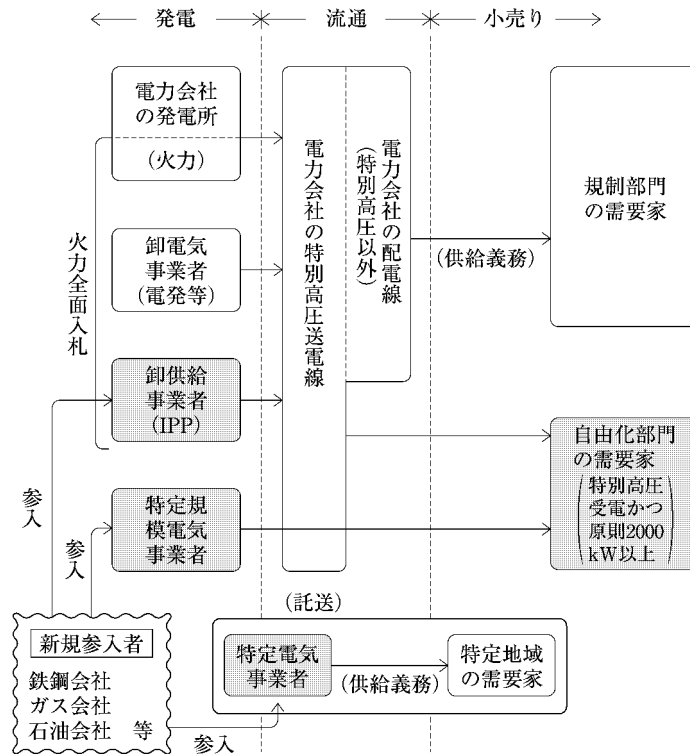 発電
流通
小売り
電力会社
の発電所
(火力)
卸電気
事業者
(電発等)
卸供給
事業者
(IPP)
特定規
模電気
事業者
火力全面入札
電力会社の特別高圧送電線
電力会社の配電線
(特別高圧以外)
(供給義務)
規制部門
の需要家
自由化部門
の需要家
特別高圧
受電かつ
原則2000
kW以上
参入
参入
(託送)
新規参入者
鉄鋼会社
ガス会社
石油会社 等
参入
特定電気
事業者
(供給義務)
特定地域
の需要家